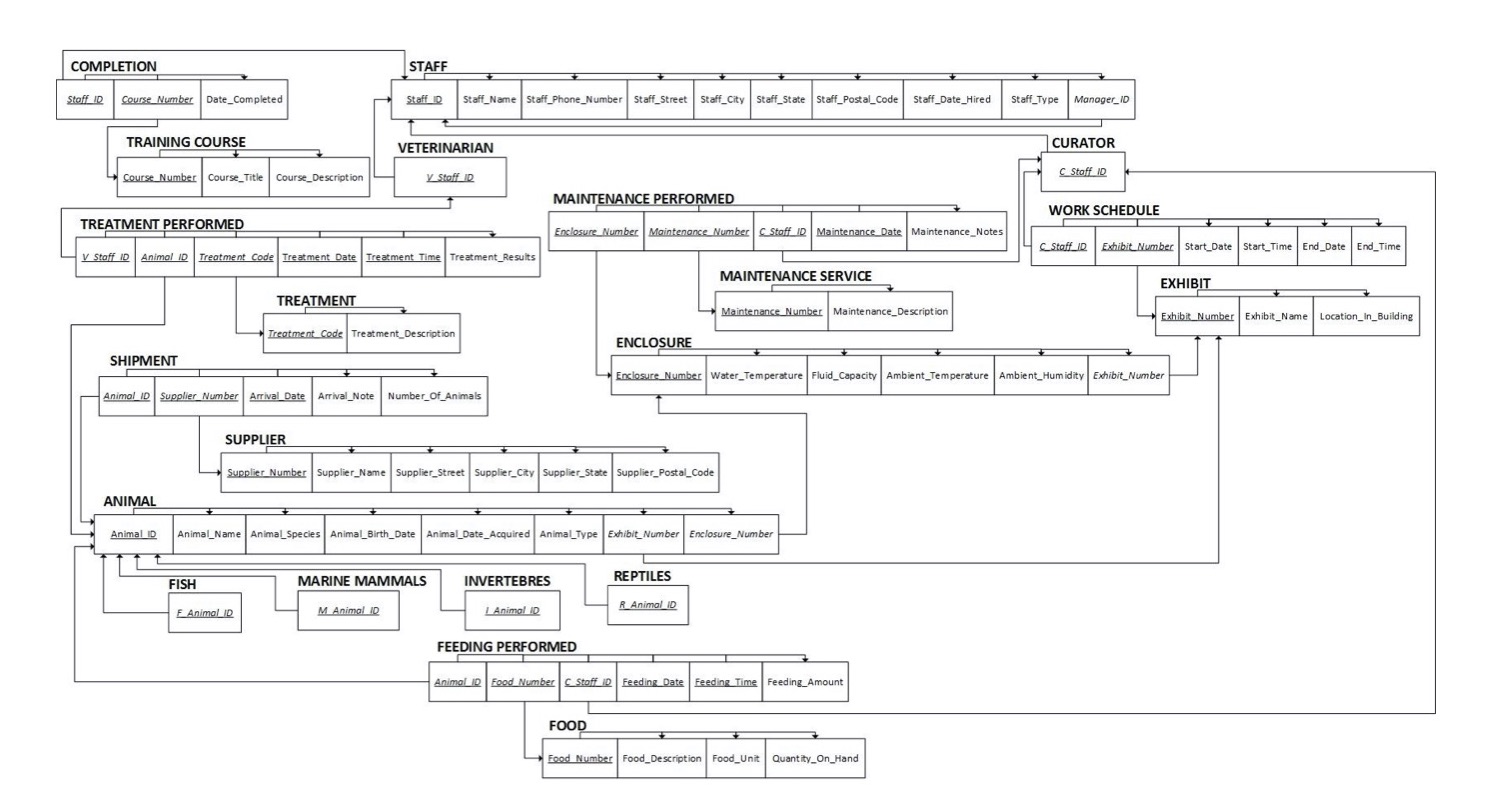 COMPLETION
Staff_ID Course_Number Date_Completed
STAFF
Staff_ID Staff_Name Staff_Phone_Number Staff_Street Staff_City Staff_State Staff_Postal_Code Staff_Date_Hired Staff_Type Manager_ID
TRAINING COURSE
Course_Number Course_Title Course_Description
VETERINARIAN
V_Staff_ID
CURATOR
C_Staff_ID
TREATMENT PERFORMED
V_Staff_ID Animal_ID Treatment_Code Treatment_Date Treatment_Time Treatment_Results
MAINTENANCE PERFORMED
Enclosure_Number Maintenance_Number C_Staff_ID Maintenance_Date Maintenance_Notes
WORK SCHEDULE
C_Staff_ID Exhibit_Number Start_Date Start_Time End_Date End_Time
MAINTENANCE SERVICE
Maintenance_Number Maintenance_Description
EXHIBIT
Exhibit_Number Exhibit_Name Location_In_Building
TREATMENT
Treatment_Code Treatment_Description
ENCLOSURE
Enclosure_Number Water_Temperature Fluid_Capacity Ambient_Temperature Ambient_Humidity Exhibit_Number
SHIPMENT
Animal_ID Supplier_Number Arrival_Date Arrival_Note Number_Of_Animals
SUPPLIER
Supplier_Number Supplier_Name Supplier_Street Supplier_City Supplier_State Supplier_Postal_Code
ANIMAL
Animal_ID Animal_Name Animal_Species Animal_Birth_Date Animal_Date_Acquired Animal_Type Exhibit_Number Enclosure_Number
FISH
F_Animal_ID
MARINE MAMMALS
M_Animal_ID
INVERTEBRES
I_Animal_ID
REPTILES
R_Animal_ID
FEEDING PERFORMED
Animal_ID Food_Number C_Staff_ID Feeding_Date Feeding_Time Feeding_Amount
FOOD
Food_Number Food_Description Food_Unit Quantity_On_Hand